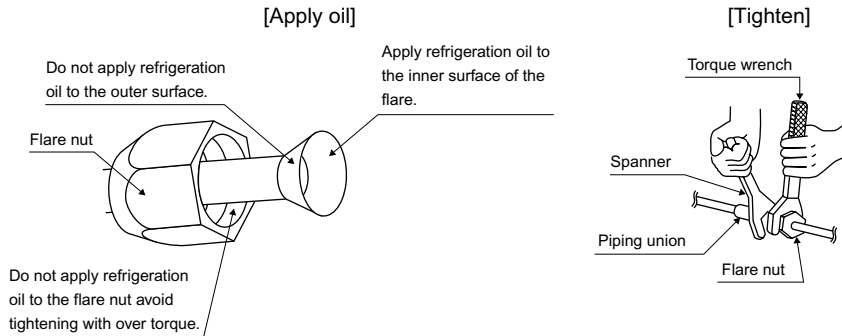 [Apply oil]
Do not apply refrigeration
oil to the outer surface.
Apply refrigeration oil to
the inner surface of the
flare.
Flare nut
Do not apply refrigeration
oil to the flare nut avoid
tightening with over torque.
[Tighten]
Torque wrench
Spanner
Piping union
Flare nut